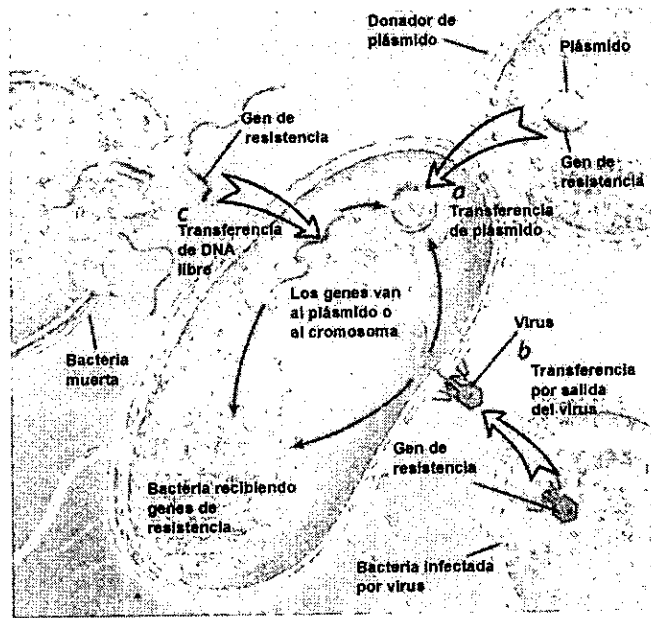 Donador de
plásmido
Plásmido
Gen de
resistencia
Gen de
resistencia
a
Transferencia
de plásmido
c
Transferencia
de DNA
libre
Los genes van
al plásmido o
al cromosoma
Bacteria
muerta
Virus
b
Transferencia
por salida
del virus
Gen de
resistencia
Bacteria recibiendo
genes de
resistencia
Bacteria infectada
por virus